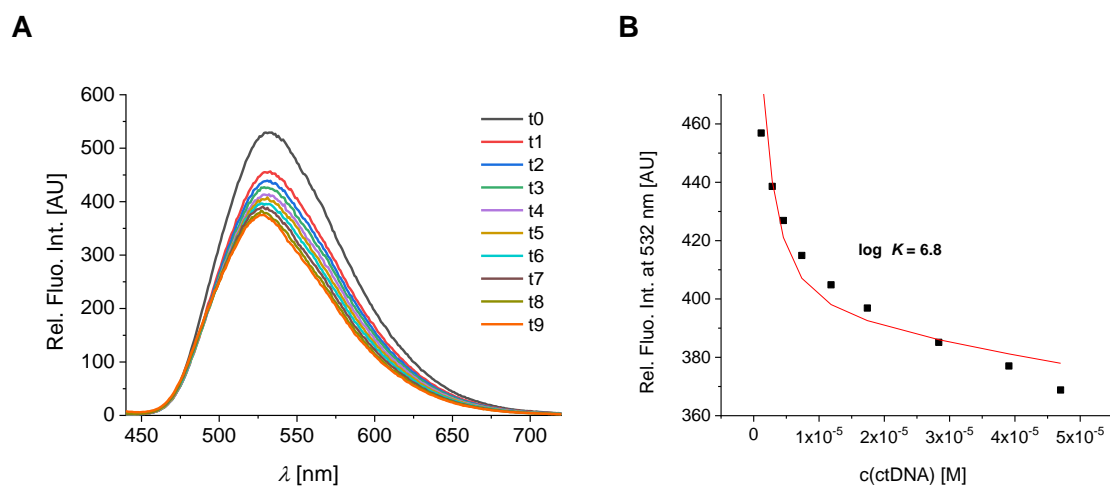 A
B
Rel. Fluo. Int. [AU]
600
500
400
300
200
100
0
450
500
550
600
650
700
λ [nm]
t0
t1
t2
t3
t4
t5
t6
t7
t8
t9
Rel. Fluo. Int. at 532 nm [AU]
460
440
420
400
380
360
log K = 6.8
0
1x10-5
2x10-5
3x10-5
4x10-5
5x10-5
c(ctDNA) [M]